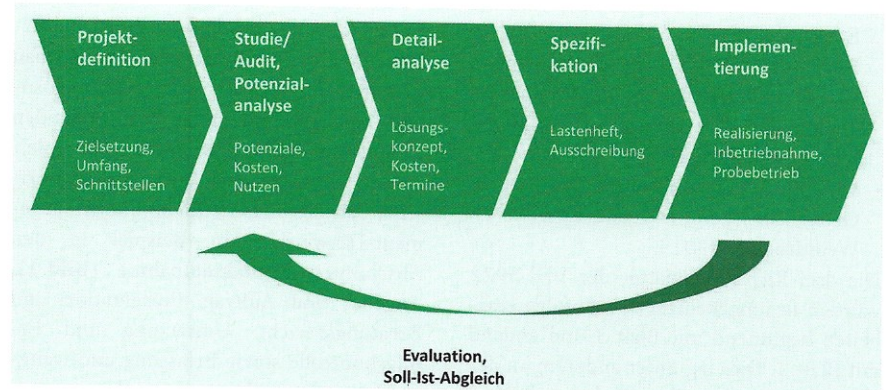 Projekt-
definition
Zielsetzung,
Umfang,
Schnittstellen
Studie/
Audit,
Potenzial-
analyse
Potenziale,
Kosten,
Nutzen
Detail-
analyse
Lösungs-
konzept,
Kosten,
Termine
Spezifi-
kation
Lastenheft,
Ausschreibung
Implemen-
tierung
Realisierung,
Inbetriebnahme,
Probebetrieb
Evaluation,
Soll-Ist-Abgleich